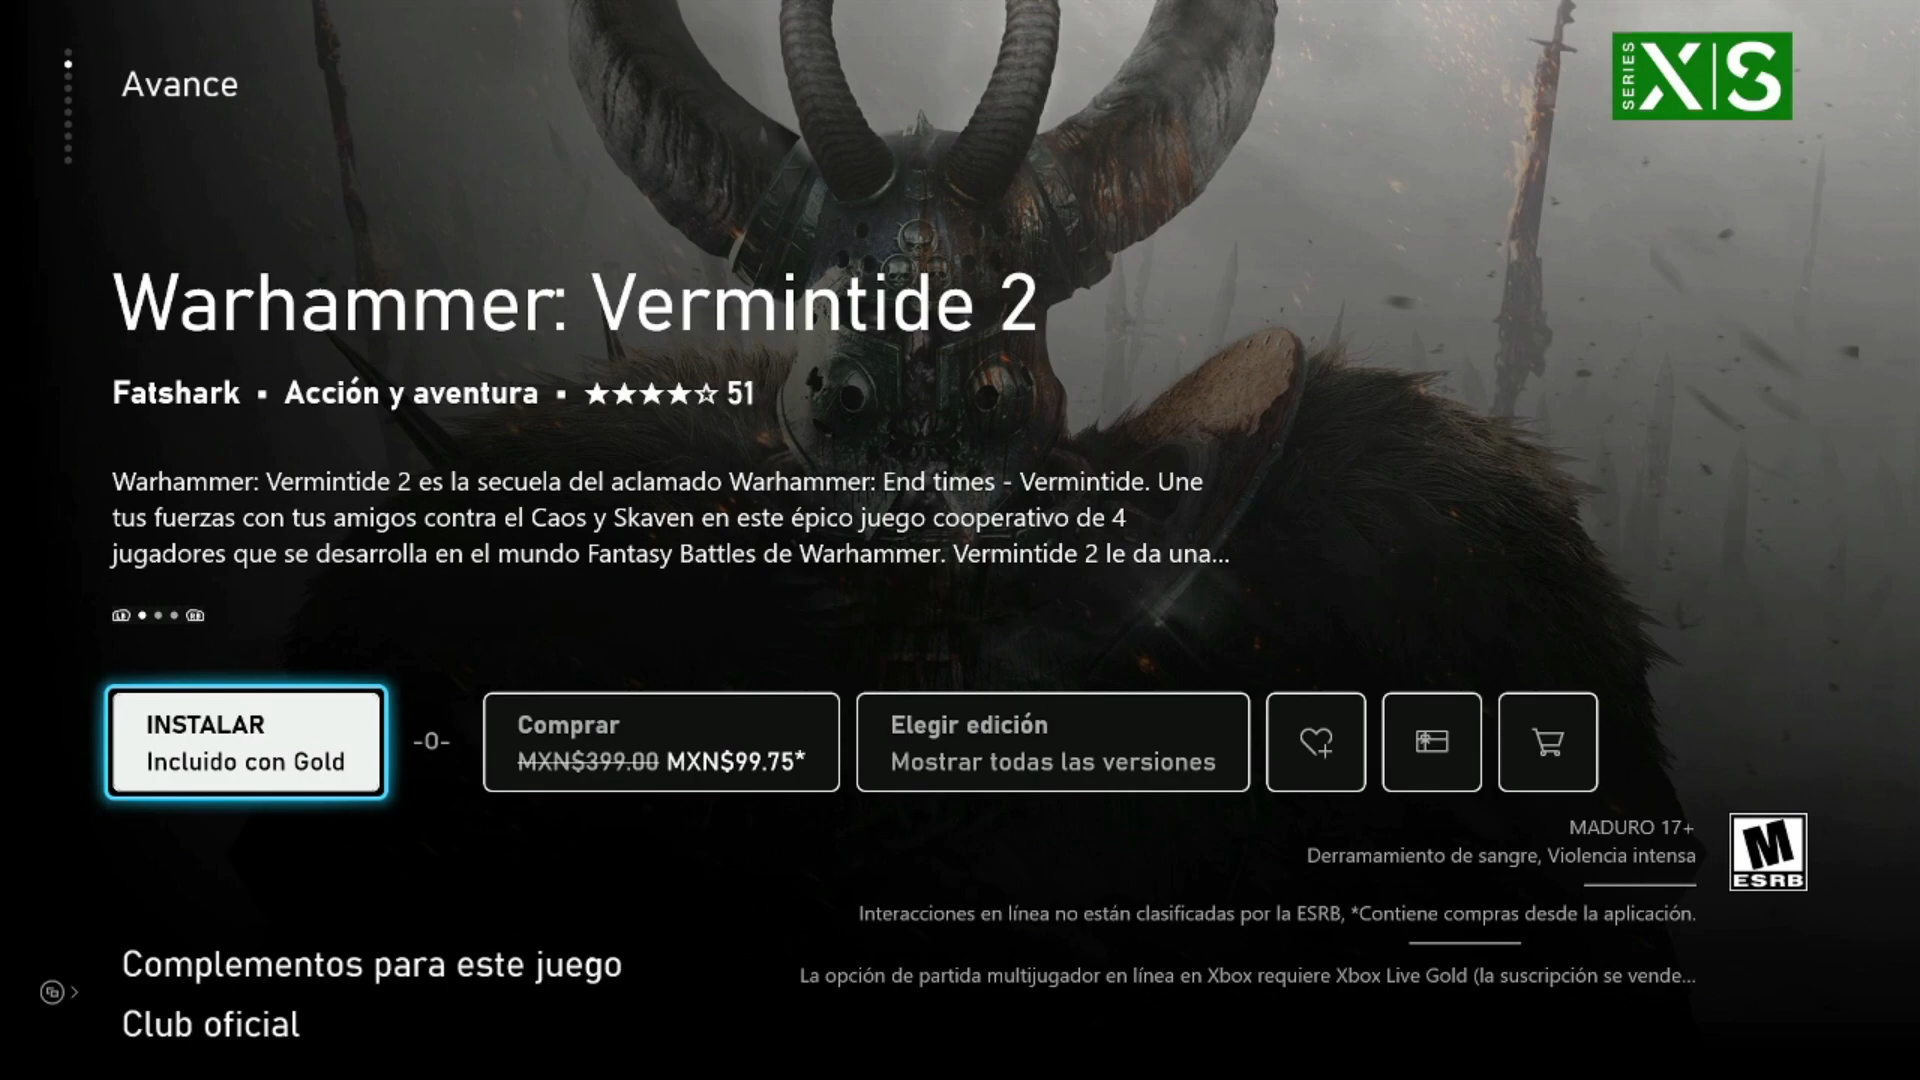 Avance
SERIES X|S
Warhammer: Vermintide 2
Fatshark ▪ Acción y aventura ▪ ★★★★☆ 51
Warhammer: Vermintide 2 es la secuela del aclamado Warhammer: End times - Vermintide. Une
tus fuerzas con tus amigos contra el Caos y Skaven en este épico juego cooperativo de 4
jugadores que se desarrolla en el mundo Fantasy Battles de Warhammer. Vermintide 2 le da una...
LB RB
INSTALAR
Incluido con Gold
-O-
Comprar
MXN$399.00 MXN$99.75*
Elegir edición
Mostrar todas las versiones
MADURO 17+
Derramamiento de sangre, Violencia intensa
M
ESRB
Interacciones en línea no están clasificadas por la ESRB, *Contiene compras desde la aplicación.
La opción de partida multijugador en línea en Xbox requiere Xbox Live Gold (la suscripción se vende...
Complementos para este juego
Club oficial